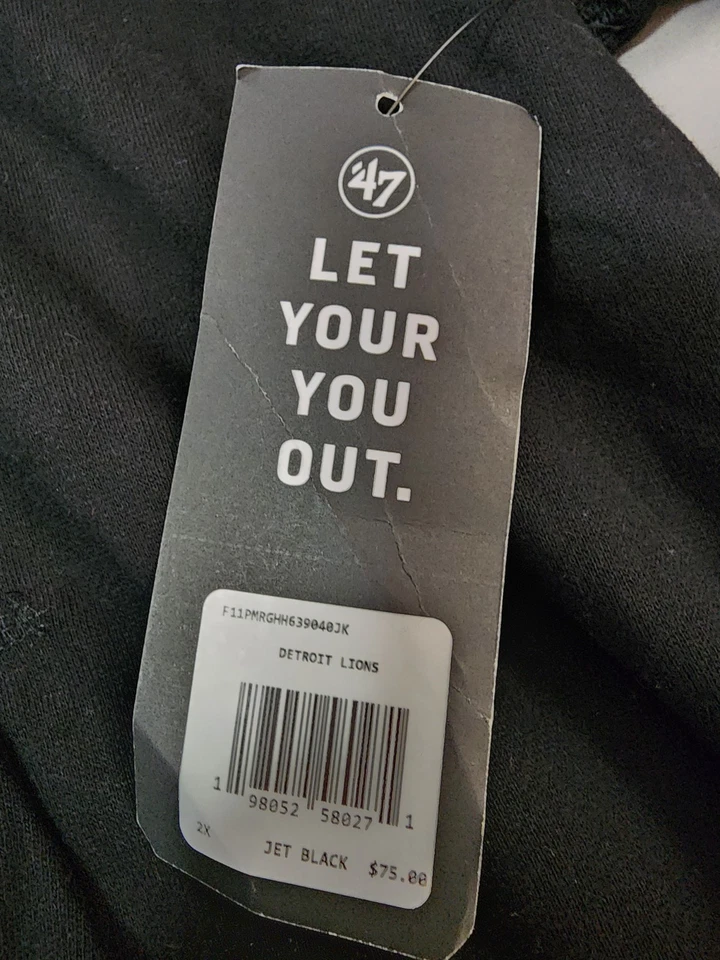 '47
LET
YOUR
YOU
OUT.
F11PMRGHH639040JK
DETROIT LIONS
1 98052 58027 1
2X
JET BLACK $75.00